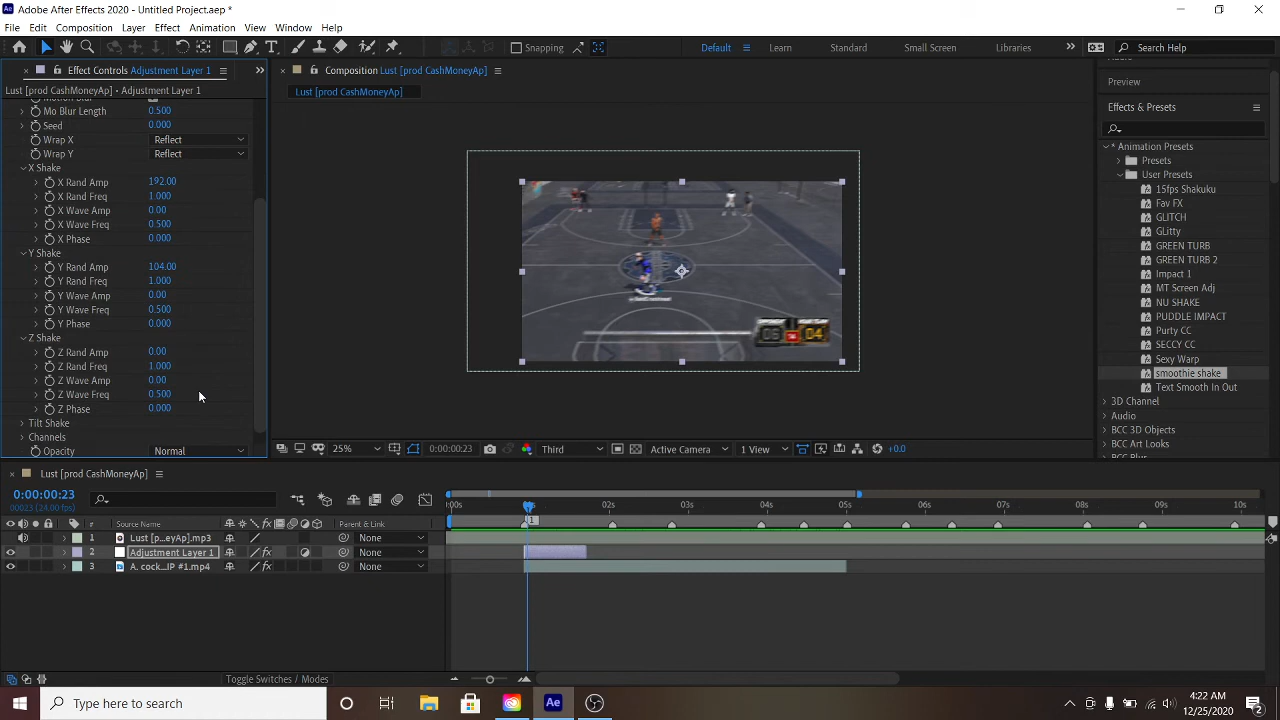 Adobe After Effects 2020 - Untitled Project.aep *
File Edit Composition Layer Effect Animation View Window Help
Snapping
Default Learn Standard Small Screen Libraries Search Help
Effect Controls Adjustment Layer 1
Lust [prod CashMoneyAp] • Adjustment Layer 1
Mo Blur Length 0.500
Seed 0.000
Wrap X Reflect
Wrap Y Reflect
X Shake
X Rand Amp 192.00
X Rand Freq 1.000
X Wave Amp 0.00
X Wave Freq 0.500
X Phase 0.000
Y Shake
Y Rand Amp 104.00
Y Rand Freq 1.000
Y Wave Amp 0.00
Y Wave Freq 0.500
Y Phase 0.000
Z Shake
Z Rand Amp 0.00
Z Rand Freq 1.000
Z Wave Amp 0.00
Z Wave Freq 0.500
Z Phase 0.000
Tilt Shake
Channels
Opacity Normal
Composition Lust [prod CashMoneyAp]
Lust [prod CashMoneyAp]
06 04
25% 0:00:00:23 Third Active Camera 1 View +0.0
Audio
Preview
Effects & Presets
* Animation Presets
Presets
User Presets
15fps Shakuku
Fav FX
GLITCH
GLitty
GREEN TURB
GREEN TURB 2
Impact 1
MT Screen Adj
NU SHAKE
PUDDLE IMPACT
Purty CC
SECCY CC
Sexy Warp
smoothie shake
Text Smooth In Out
3D Channel
Audio
BCC 3D Objects
BCC Art Looks
BCC Blur
Lust [prod CashMoneyAp]
0:00:00:23
00023 (24.00 fps)
# Source Name Parent & Link
1 Lust [p...eyAp].mp3 None
2 Adjustment Layer 1 None
3 A. cock...IP #1.mp4 None
:00s 02s 03s 04s 05s 06s 07s 08s 09s 10s
1
Toggle Switches / Modes
Type here to search
4:22 AM
12/25/2020